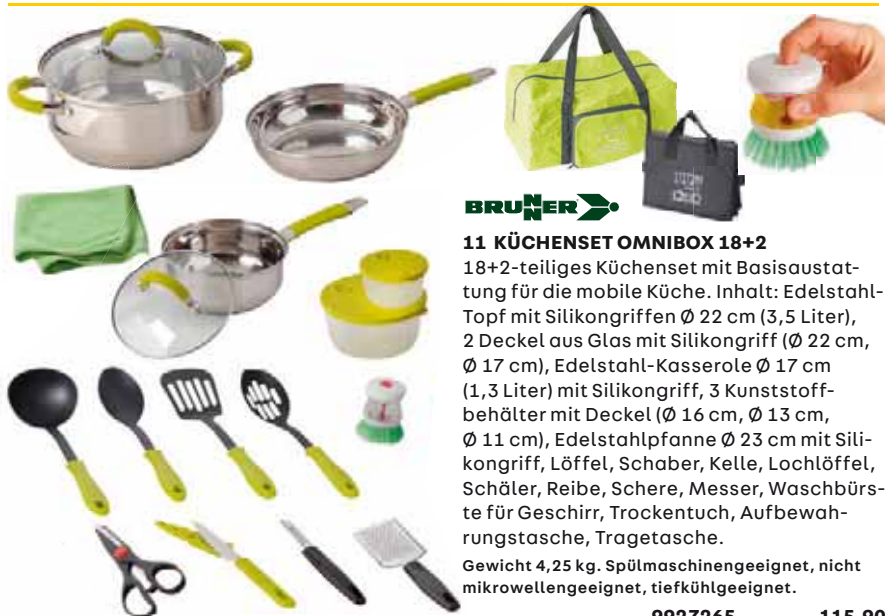 BRUNNER
11 KÜCHENSET OMNIBOX 18+2
18+2-teiliges Küchenset mit Basisaustat-
tung für die mobile Küche. Inhalt: Edelstahl-
Topf mit Silikongriffen Ø 22 cm (3,5 Liter),
2 Deckel aus Glas mit Silikongriff (Ø 22 cm,
Ø 17 cm), Edelstahl-Kasserole Ø 17 cm
(1,3 Liter) mit Silikongriff, 3 Kunststoff-
behälter mit Deckel (Ø 16 cm, Ø 13 cm,
Ø 11 cm), Edelstahlpfanne Ø 23 cm mit Sili-
kongriff, Löffel, Schaber, Kelle, Lochlöffel,
Schäler, Reibe, Schere, Messer, Waschbürs-
te für Geschirr, Trockentuch, Aufbewah-
rungstasche, Tragetasche.
Gewicht 4,25 kg. Spülmaschinengeeignet, nicht
mikrowellengeeignet, tiefkühlgeeignet.
9927265 115,99